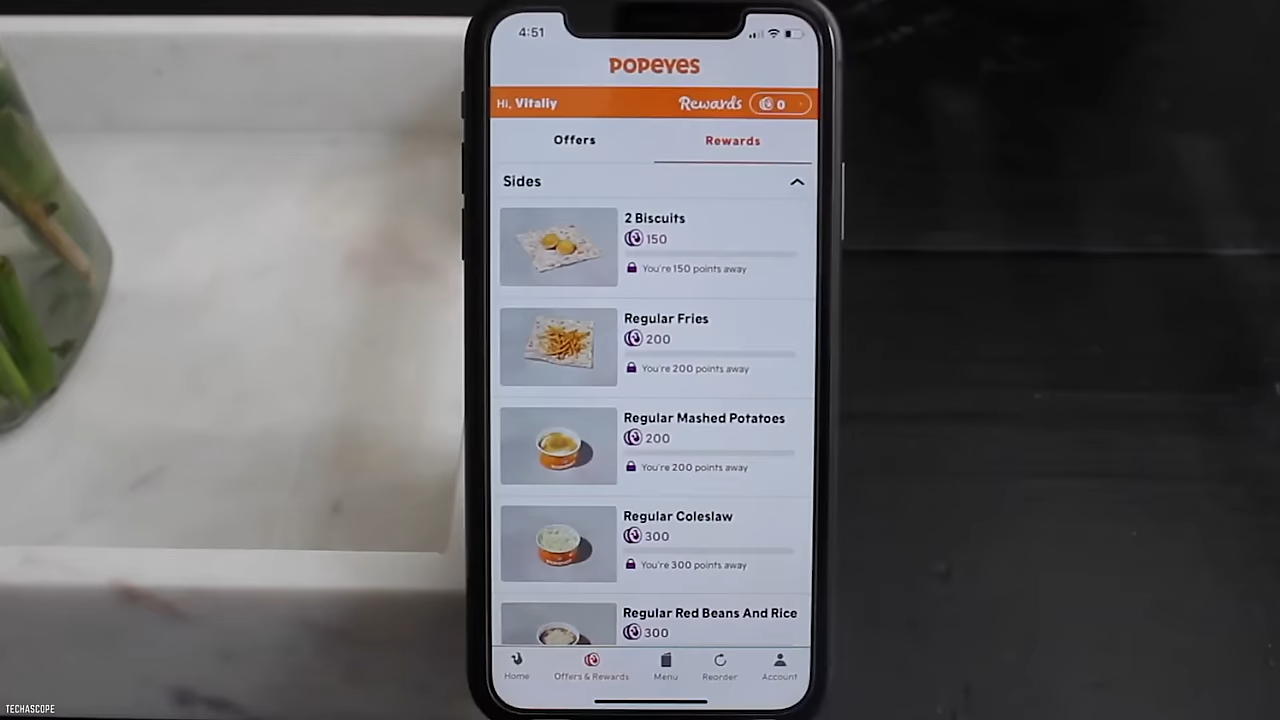 4:51
POPEYES
Hi, Vitaliy
Rewards
0
Offers
Rewards
Sides
2 Biscuits
150
You're 150 points away
Regular Fries
200
You're 200 points away
Regular Mashed Potatoes
200
You're 200 points away
Regular Coleslaw
300
You're 300 points away
Regular Red Beans And Rice
300
Home
Offers & Rewards
Menu
Reorder
Account
TECHASCOPE